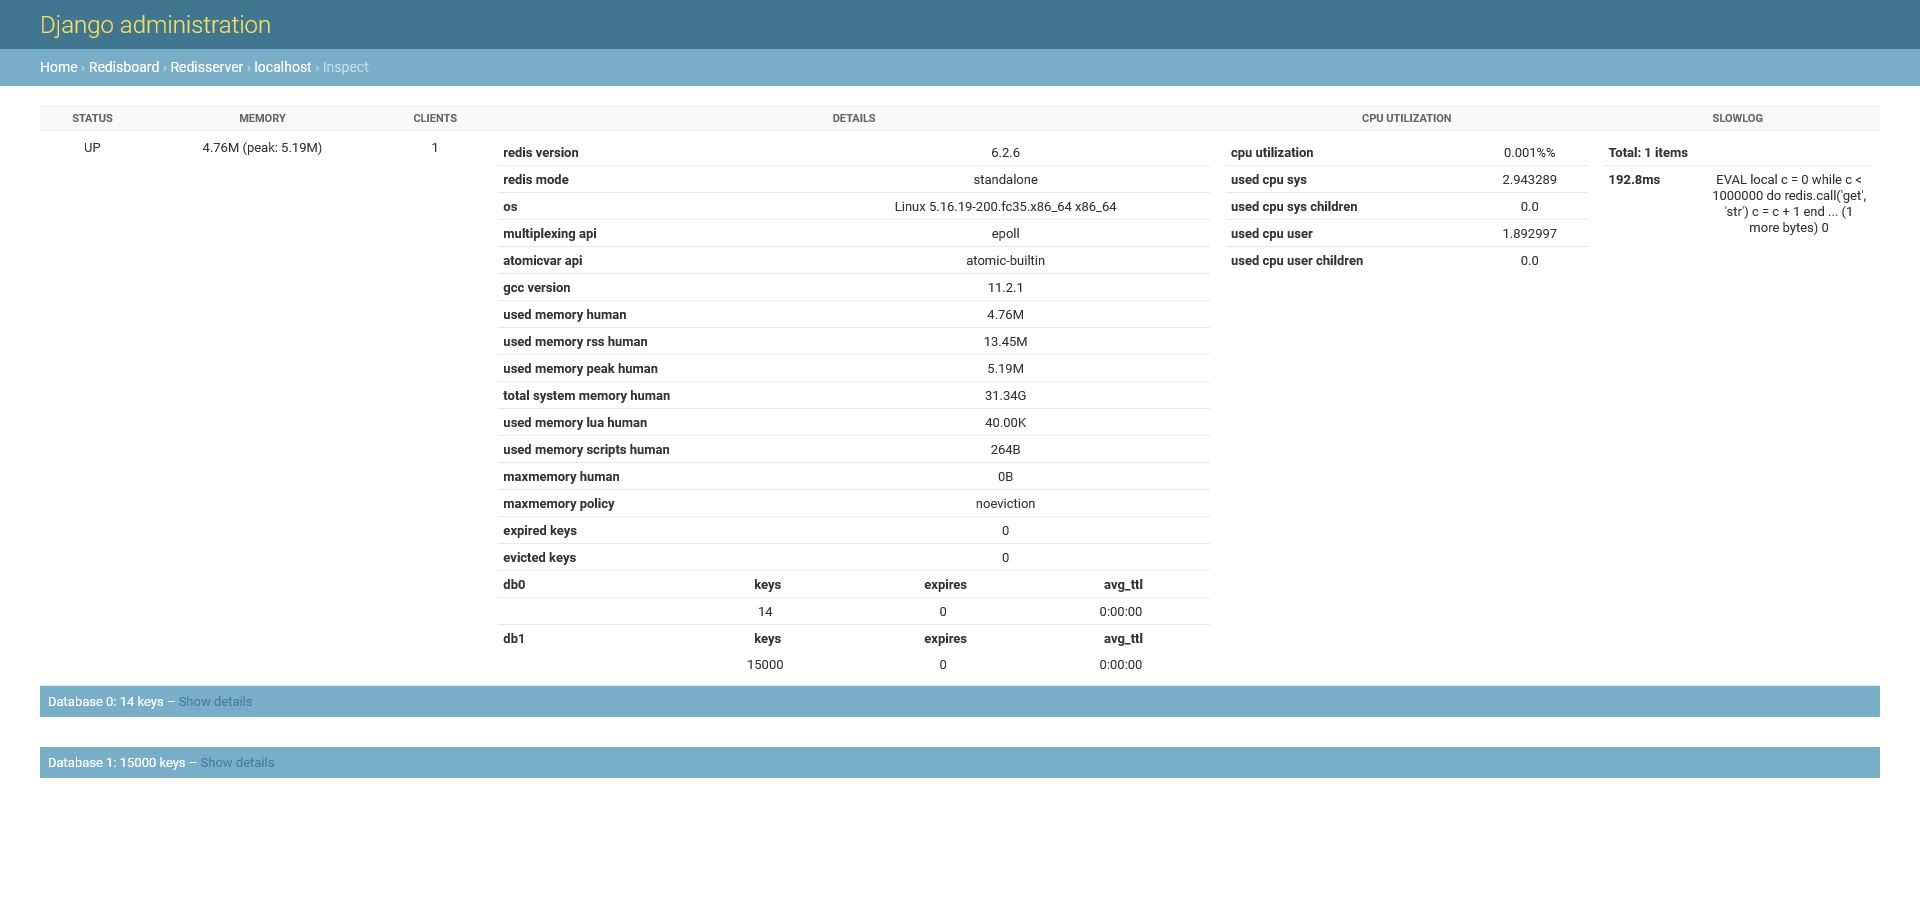 Django administration
Home › Redisboard › Redisserver › localhost › Inspect
STATUS MEMORY CLIENTS DETAILS CPU UTILIZATION SLOWLOG
UP 4.76M (peak: 5.19M) 1
redis version 6.2.6
redis mode standalone
os Linux 5.16.19-200.fc35.x86_64 x86_64
multiplexing api epoll
atomicvar api atomic-builtin
gcc version 11.2.1
used memory human 4.76M
used memory rss human 13.45M
used memory peak human 5.19M
total system memory human 31.34G
used memory lua human 40.00K
used memory scripts human 264B
maxmemory human 0B
maxmemory policy noeviction
expired keys 0
evicted keys 0
db0 keys expires avg_ttl
14 0 0:00:00
db1 keys expires avg_ttl
15000 0 0:00:00
cpu utilization 0.001%%
used cpu sys 2.943289
used cpu sys children 0.0
used cpu user 1.892997
used cpu user children 0.0
Total: 1 items
192.8ms EVAL local c = 0 while c <
1000000 do redis.call('get',
'str') c = c + 1 end ... (1
more bytes) 0
Database 0: 14 keys – Show details
Database 1: 15000 keys – Show details